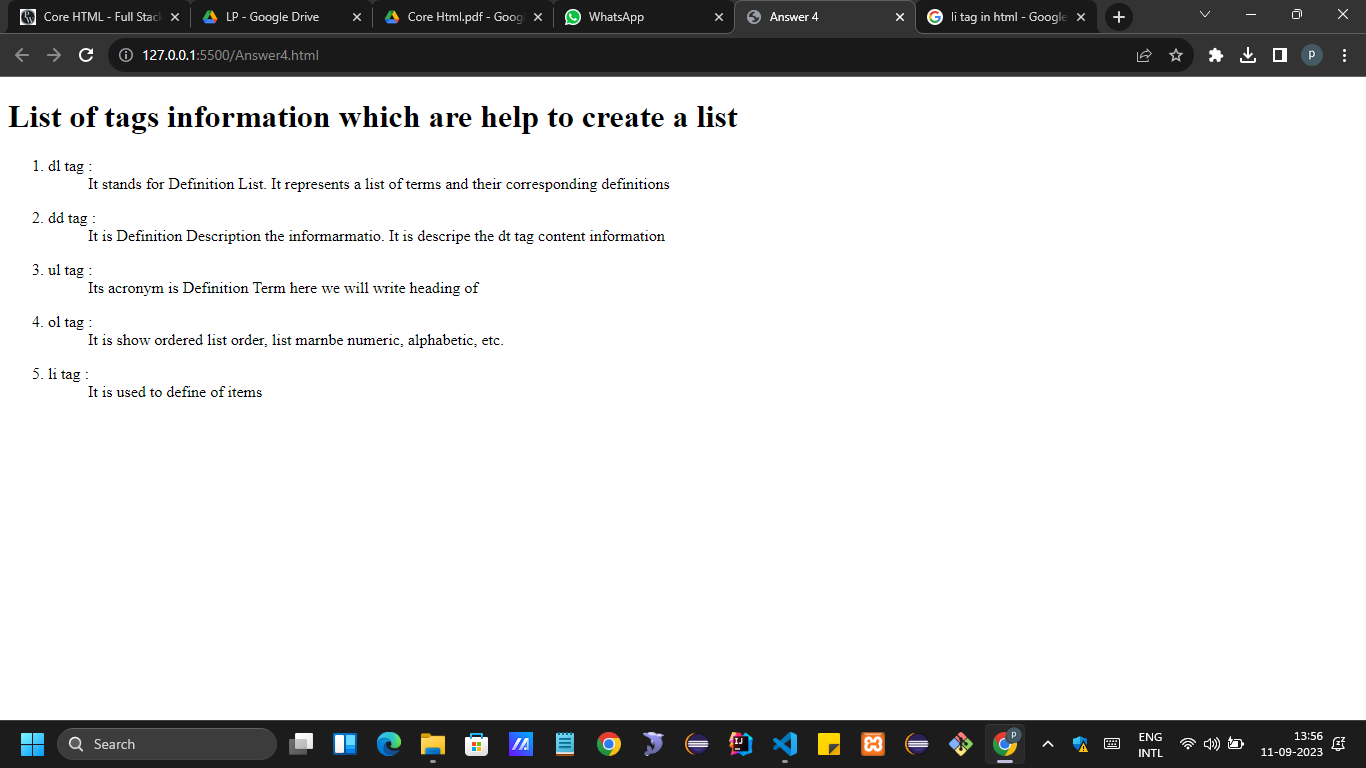 Core HTML - Full Stac
LP - Google Drive
Core Html.pdf - Goog
WhatsApp
Answer 4
li tag in html - Google
127.0.0.1:5500/Answer4.html
p
List of tags information which are help to create a list
1. dl tag :
It stands for Definition List. It represents a list of terms and their corresponding definitions
2. dd tag :
It is Definition Description the informarmatio. It is descripe the dt tag content information
3. ul tag :
Its acronym is Definition Term here we will write heading of
4. ol tag :
It is show ordered list order, list marnbe numeric, alphabetic, etc.
5. li tag :
It is used to define of items
Search
ENG
INTL
13:56
11-09-2023